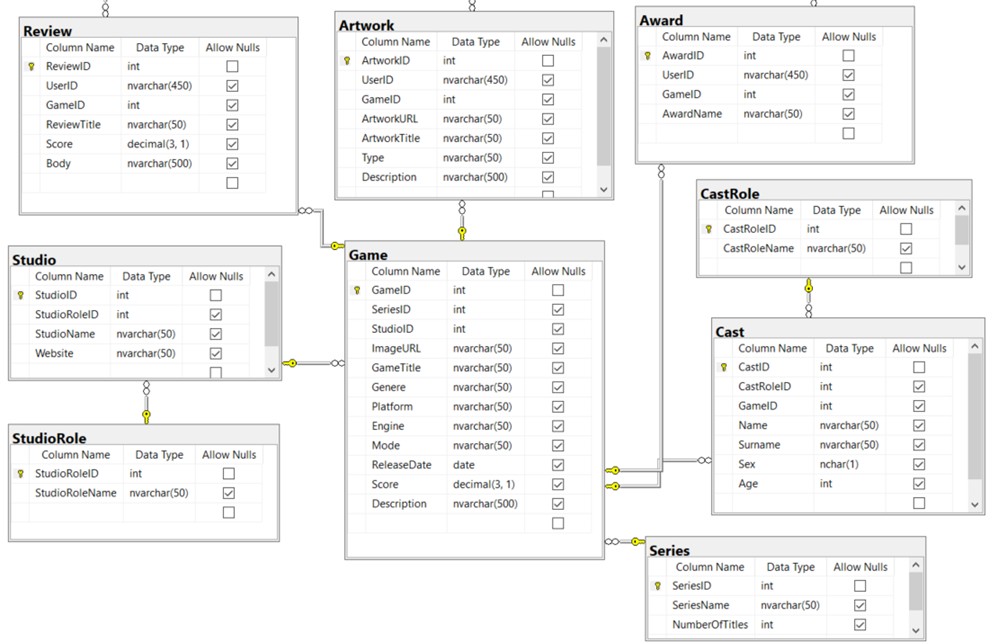 Review
Column Name Data Type Allow Nulls
ReviewID int
UserID nvarchar(450)
GameID int
ReviewTitle nvarchar(50)
Score decimal(3, 1)
Body nvarchar(500)
Artwork
Column Name Data Type Allow Nulls
ArtworkID int
UserID nvarchar(450)
GameID int
ArtworkURL nvarchar(50)
ArtworkTitle nvarchar(50)
Type nvarchar(50)
Description nvarchar(500)
Award
Column Name Data Type Allow Nulls
AwardID int
UserID nvarchar(450)
GameID int
AwardName nvarchar(50)
CastRole
Column Name Data Type Allow Nulls
CastRoleID int
CastRoleName nvarchar(50)
Studio
Column Name Data Type Allow Nulls
StudioID int
StudioRoleID int
StudioName nvarchar(50)
Website nvarchar(50)
Game
Column Name Data Type Allow Nulls
GameID int
SeriesID int
StudioID int
ImageURL nvarchar(50)
GameTitle nvarchar(50)
Genere nvarchar(50)
Platform nvarchar(50)
Engine nvarchar(50)
Mode nvarchar(50)
ReleaseDate date
Score decimal(3, 1)
Description nvarchar(500)
Cast
Column Name Data Type Allow Nulls
CastID int
CastRoleID int
GameID int
Name nvarchar(50)
Surname nvarchar(50)
Sex nchar(1)
Age int
StudioRole
Column Name Data Type Allow Nulls
StudioRoleID int
StudioRoleName nvarchar(50)
Series
Column Name Data Type Allow Nulls
SeriesID int
SeriesName nvarchar(50)
NumberOfTitles int